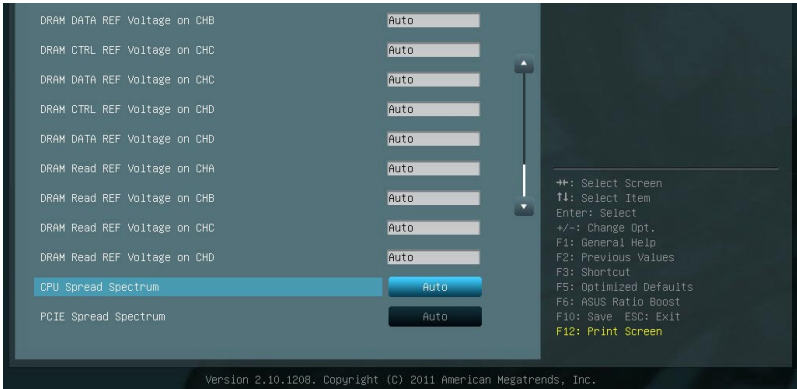 DRAM DATA REF Voltage on CHB Auto
DRAM CTRL REF Voltage on CHC Auto
DRAM DATA REF Voltage on CHC Auto
DRAM CTRL REF Voltage on CHD Auto
DRAM DATA REF Voltage on CHD Auto
DRAM Read REF Voltage on CHA Auto
DRAM Read REF Voltage on CHB Auto
DRAM Read REF Voltage on CHC Auto
DRAM Read REF Voltage on CHD Auto
CPU Spread Spectrum Auto
PCIE Spread Spectrum Auto
→←: Select Screen
↑↓: Select Item
Enter: Select
+/-: Change Opt.
F1: General Help
F2: Previous Values
F3: Shortcut
F5: Optimized Defaults
F6: ASUS Ratio Boost
F10: Save ESC: Exit
F12: Print Screen
Version 2.10.1208. Copyright (C) 2011 American Megatrends, Inc.